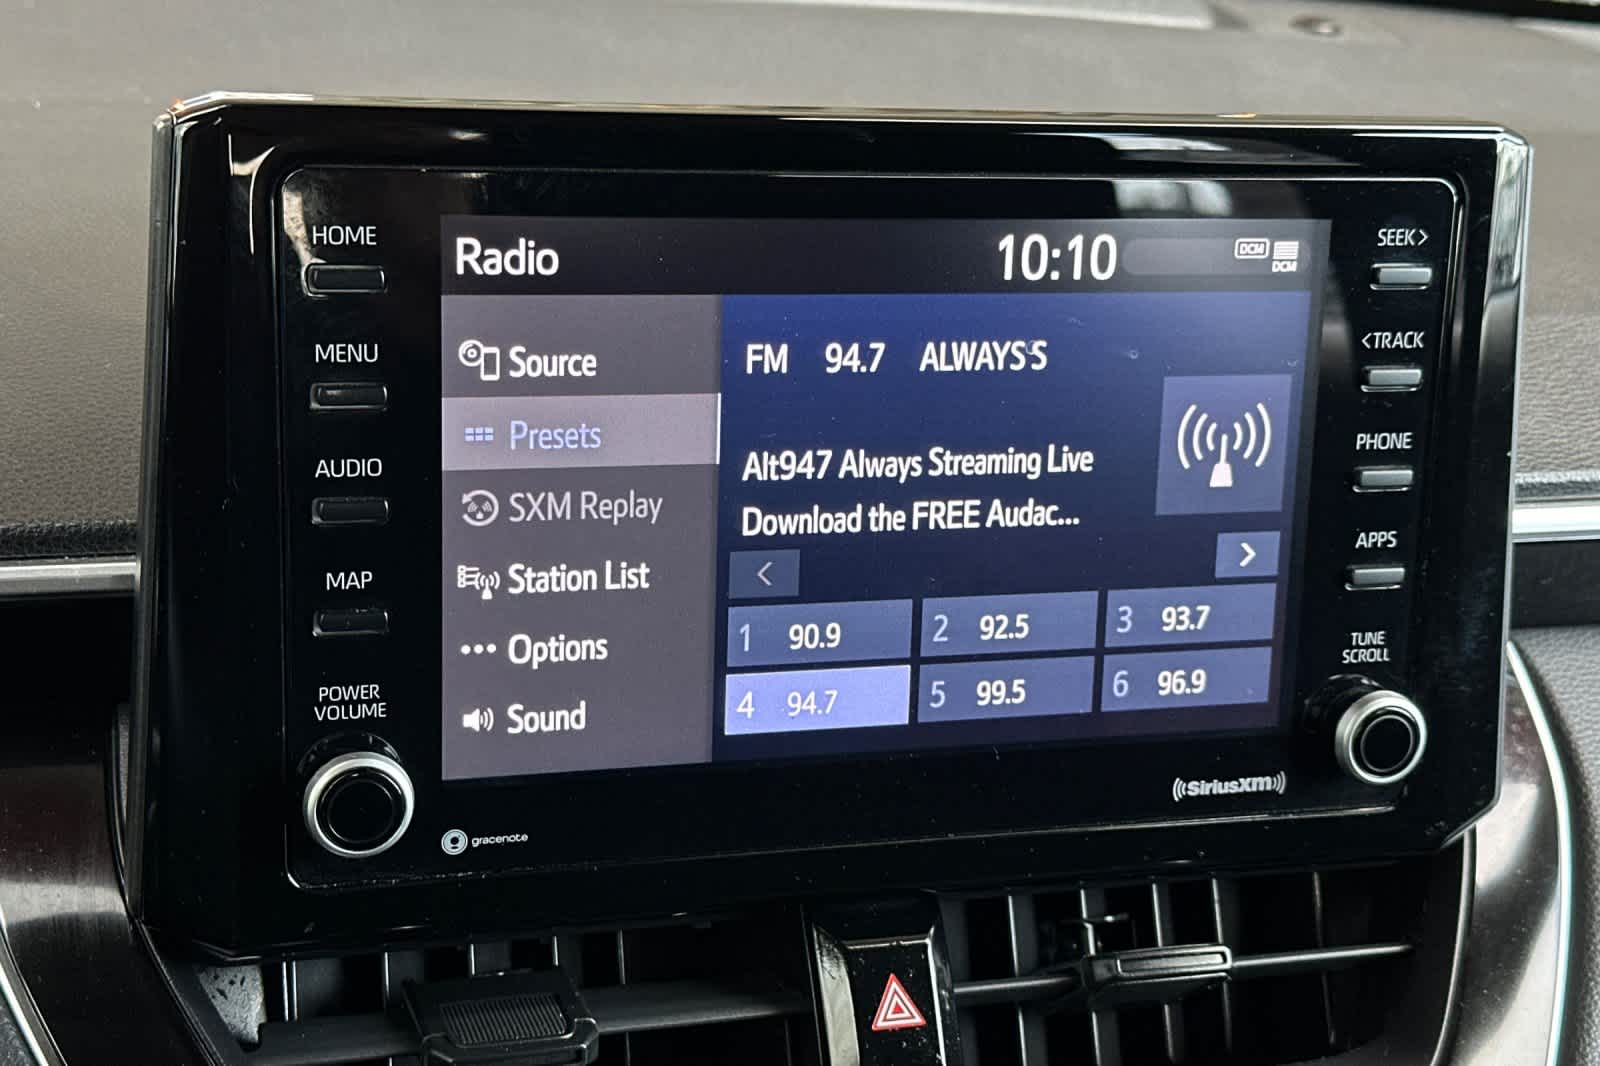 HOME
MENU
AUDIO
MAP
POWER
VOLUME
Radio
10:10
DCM
DCM
Source
Presets
SXM Replay
Station List
Options
Sound
FM 94.7 ALWAYS S
Alt947 Always Streaming Live
Download the FREE Audac...
<
>
1 90.9
2 92.5
3 93.7
4 94.7
5 99.5
6 96.9
SEEK>
<TRACK
PHONE
APPS
TUNE
SCROLL
gracenote
((SiriusXM))